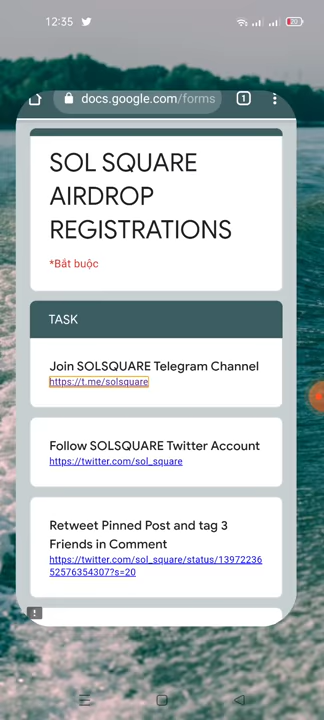 12:35
docs.google.com/forms
1
SOL SQUARE
AIRDROP
REGISTRATIONS
*Bắt buộc
TASK
Join SOLSQUARE Telegram Channel
https://t.me/solsquare
Follow SOLSQUARE Twitter Account
https://twitter.com/sol_square
Retweet Pinned Post and tag 3
Friends in Comment
https://twitter.com/sol_square/status/13972236
52576354307?s=20